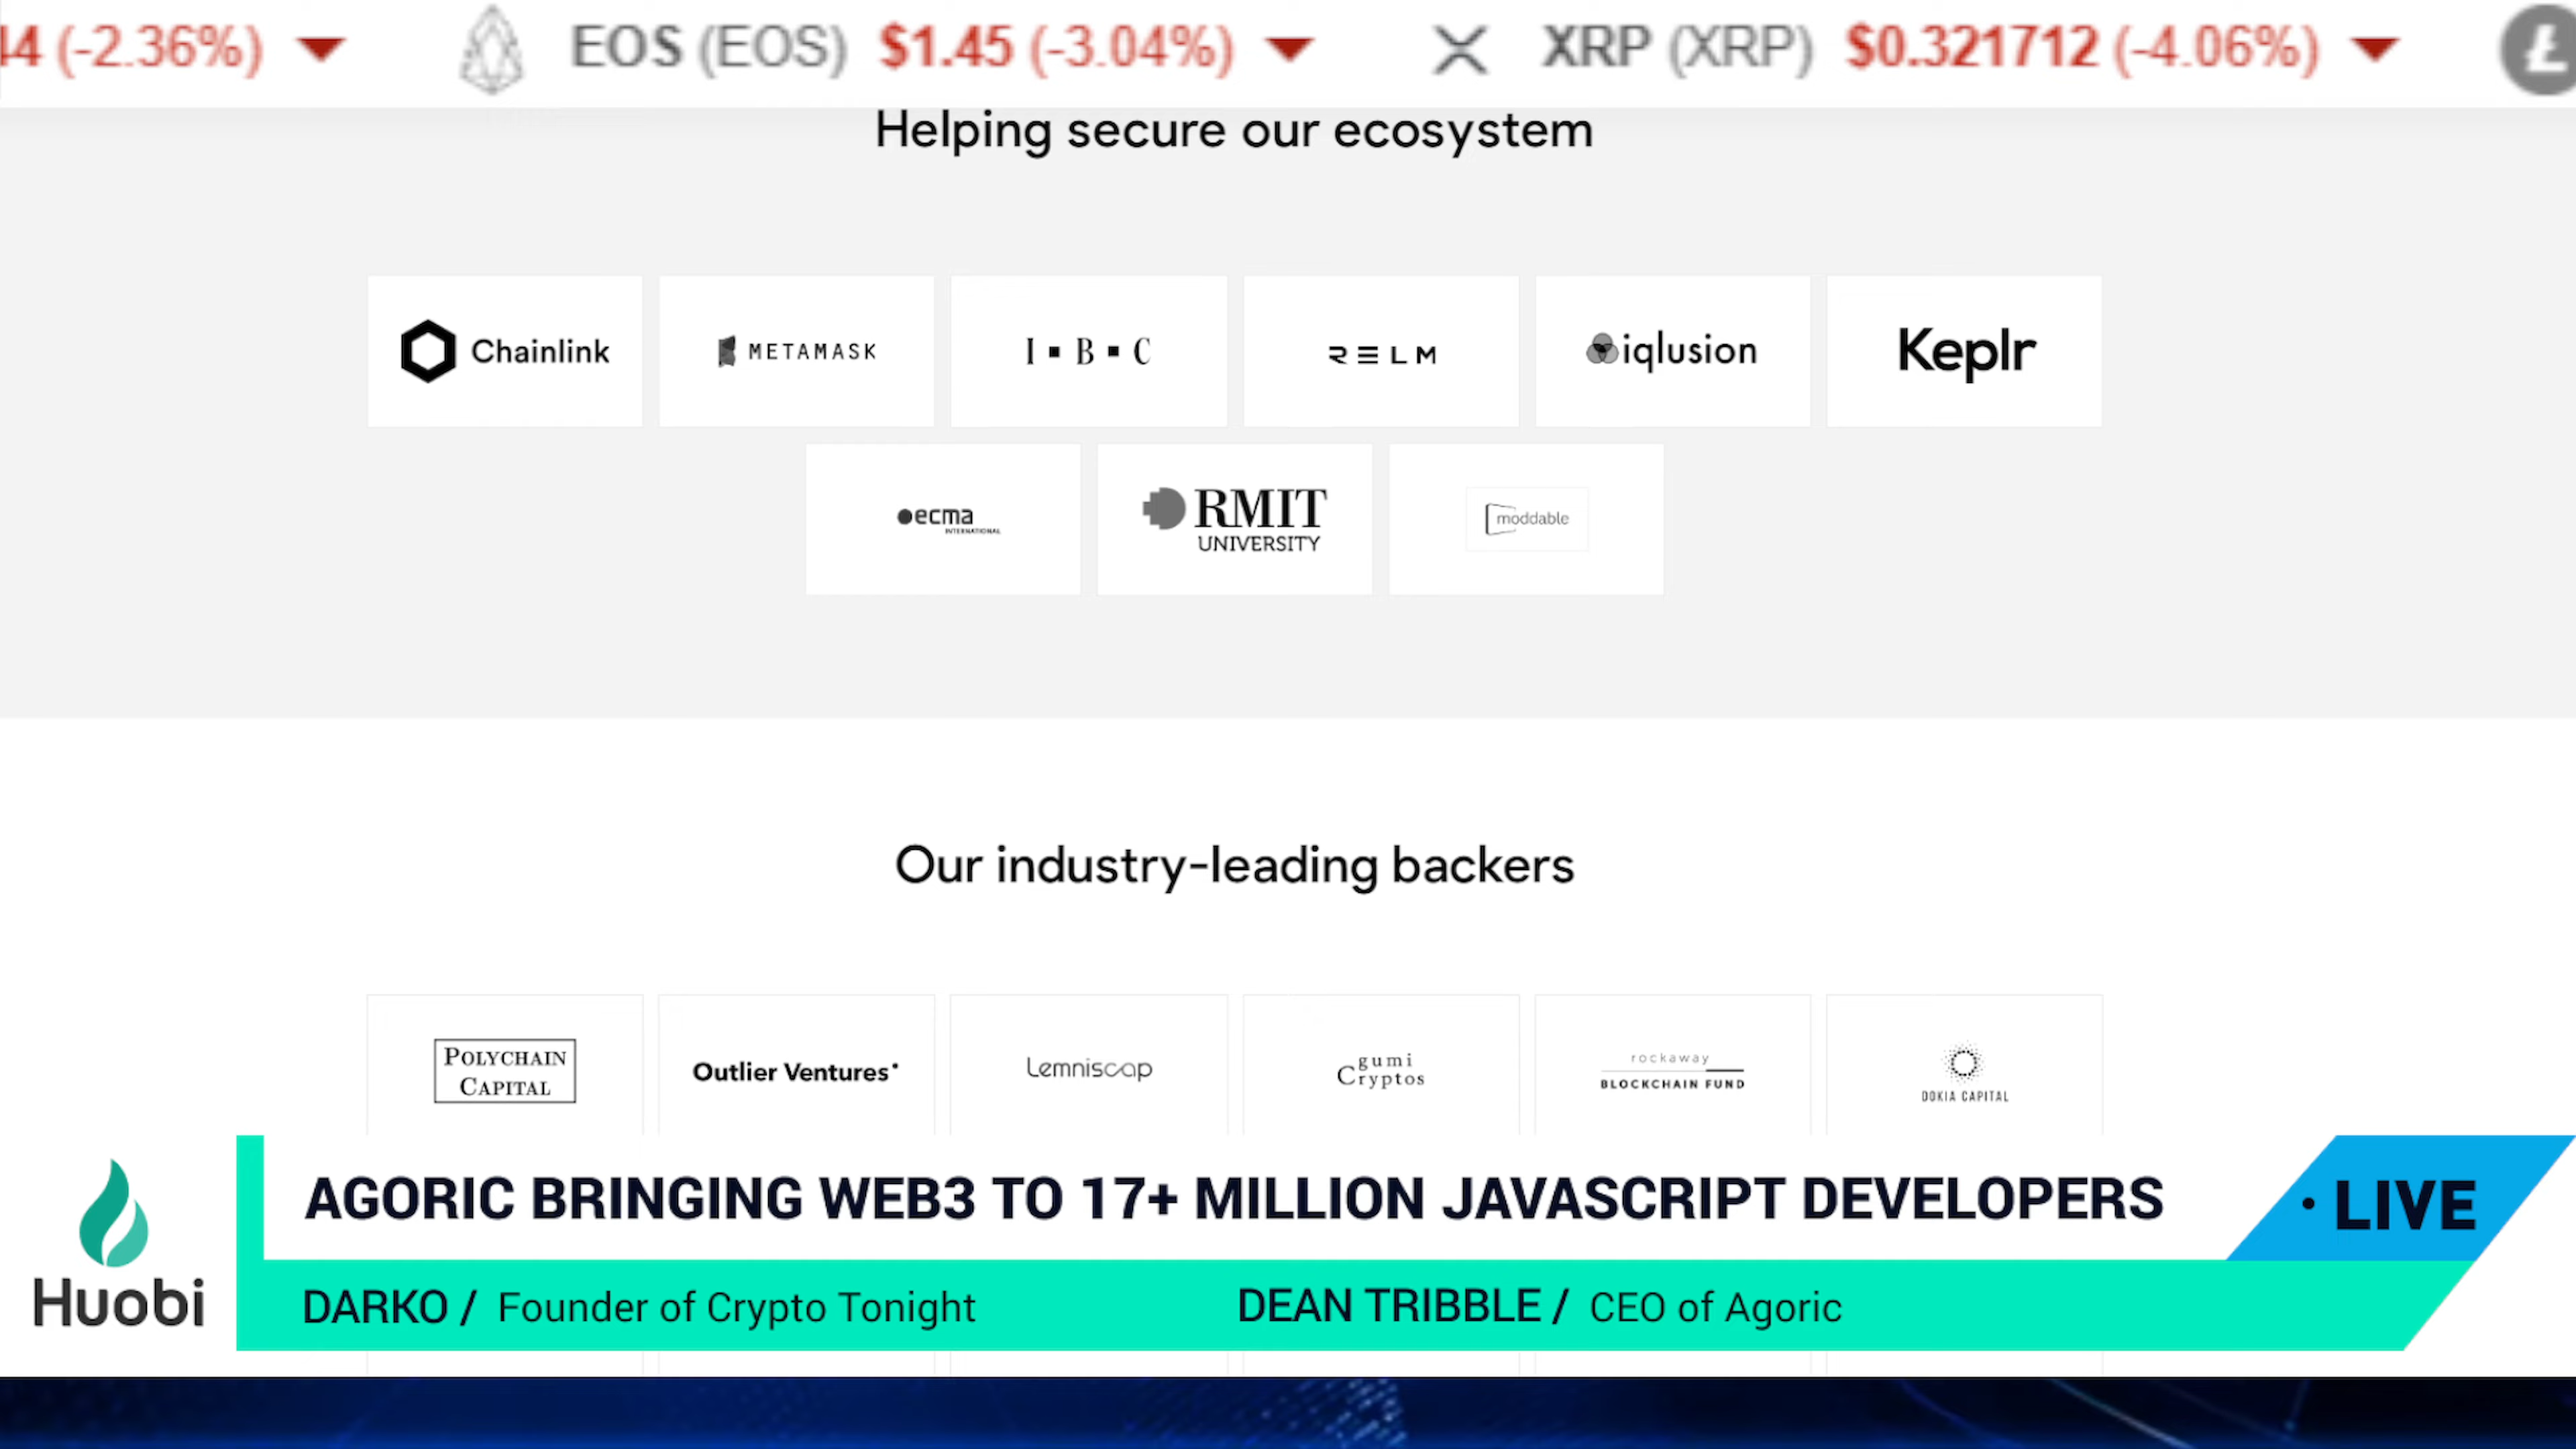 44 (-2.36%) EOS (EOS) $1.45 (-3.04%) XRP (XRP) $0.321712 (-4.06%)
Helping secure our ecosystem
Chainlink METAMASK I ▪ B ▪ C RELM iqlusion Keplr
ecma
INTERNATIONAL
RMIT
UNIVERSITY
moddable
Our industry-leading backers
POLYCHAIN
CAPITAL
Outlier Ventures
Lemniscap
gumi
Cryptos
rockaway
BLOCKCHAIN FUND
DOKIA CAPITAL
AGORIC BRINGING WEB3 TO 17+ MILLION JAVASCRIPT DEVELOPERS
• LIVE
Huobi
DARKO / Founder of Crypto Tonight DEAN TRIBBLE / CEO of Agoric